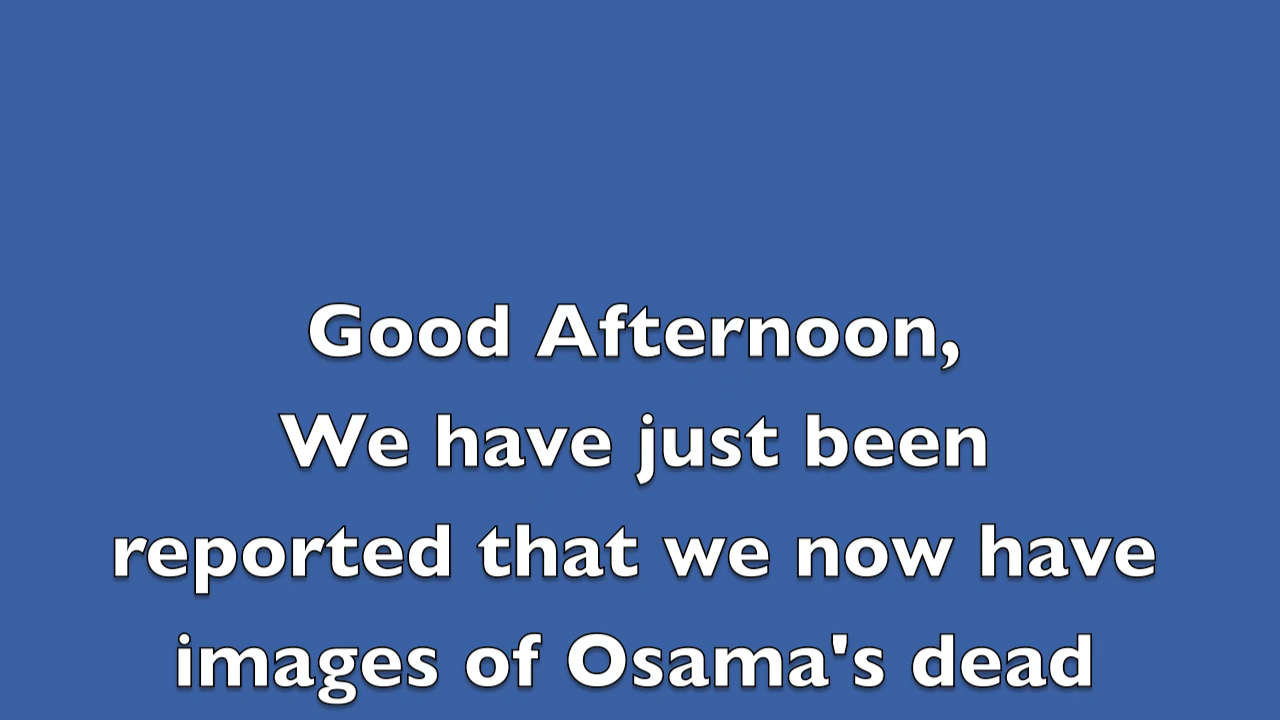 Good Afternoon,
We have just been
reported that we now have
images of Osama's dead